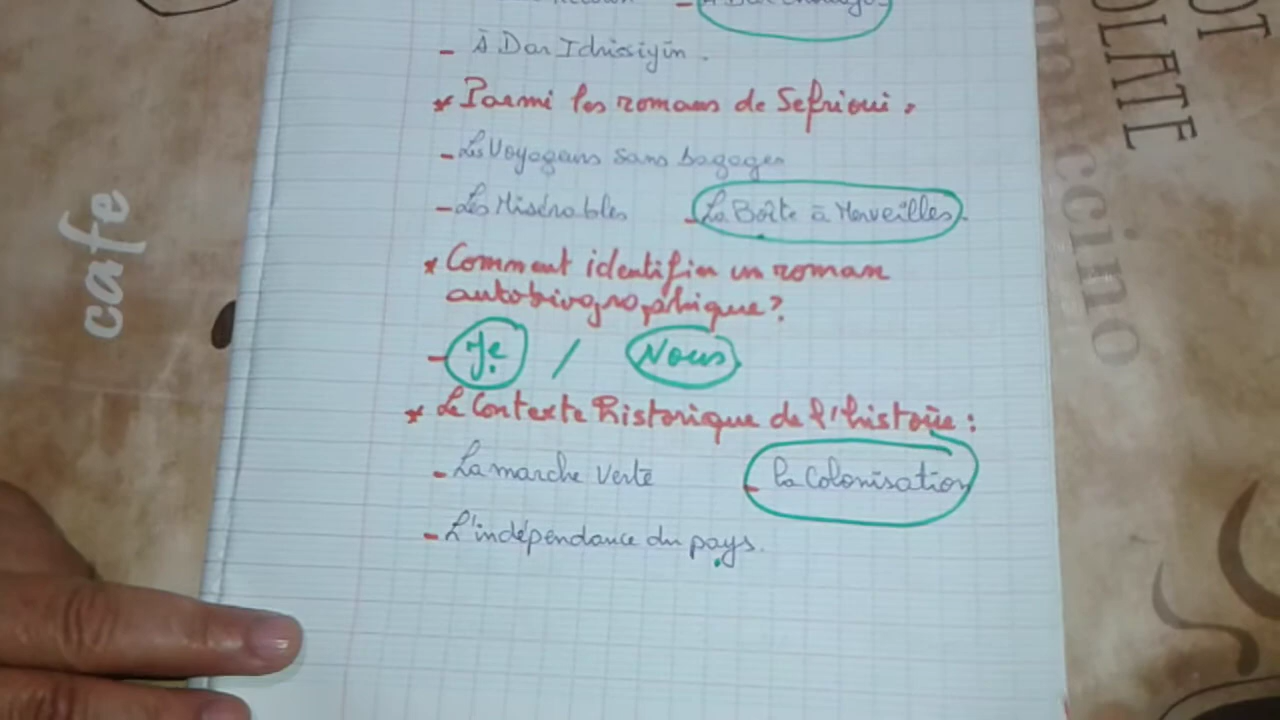 - À Dar Idrissiyin.
* Parmi les romans de Sefrioui :
- Les Voyageurs sans bagages
- Les Misérables - La Boîte à Merveilles.
* Comment identifier un roman
autobiographique ?
- Je / Nous
* Le Contexte historique de l'histoire :
- La marche Verte - la Colonisation
- L'indépendance du pays.
cafe
ccino
OT
OLATE